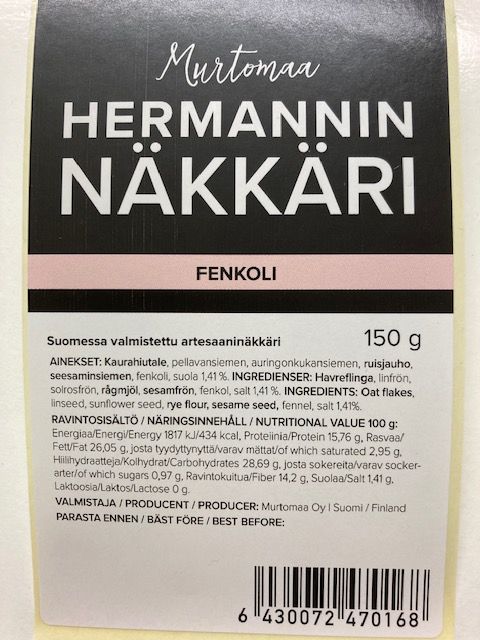 Murtomaa
HERMANNIN
NÄKKÄRI
FENKOLI
Suomessa valmistettu artesaaninäkkäri 150 g
AINEKSET: Kaurahiutale, pellavansiemen, auringonkukansiemen, ruisjauho,
seesaminsiemen, fenkoli, suola 1,41 %. INGREDIENSER: Havreflinga, linfrön,
solrosfrön, rågmjöl, sesamfrön, fenkol, salt 1,41 %. INGREDIENTS: Oat flakes,
linseed, sunflower seed, rye flour, sesame seed, fennel, salt 1,41%.
RAVINTOSISÄLTÖ / NÄRINGSINNEHÅLL / NUTRITIONAL VALUE 100 g:
Energiaa/Energi/Energy 1817 kJ/434 kcal, Proteiinia/Protein 15,76 g, Rasvaa/
Fett/Fat 26,05 g, josta tyydyttynyttä/varav mättat/of which saturated 2,95 g,
Hiilihydraatteja/Kolhydrat/Carbohydrates 28,69 g, josta sokereita/varav socker-
arter/of which sugars 0,97 g, Ravintokuitua/Fiber 14,2 g, Suolaa/Salt 1,41 g,
Laktoosia/Laktos/Lactose 0 g.
VALMISTAJA / PRODUCENT / PRODUCER: Murtomaa Oy I Suomi / Finland
PARASTA ENNEN / BÄST FÖRE / BEST BEFORE:
6 430072 470168